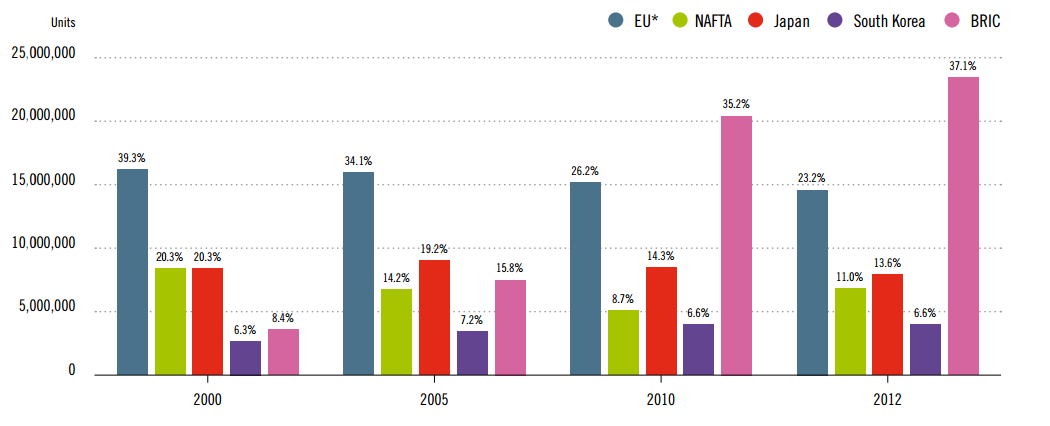 Units
EU* NAFTA Japan South Korea BRIC
25,000,000
20,000,000
15,000,000
10,000,000
5,000,000
0
39.3% 20.3% 20.3% 6.3% 8.4%
34.1% 14.2% 19.2% 7.2% 15.8%
26.2% 8.7% 14.3% 6.6% 35.2%
23.2% 11.0% 13.6% 6.6% 37.1%
2000 2005 2010 2012